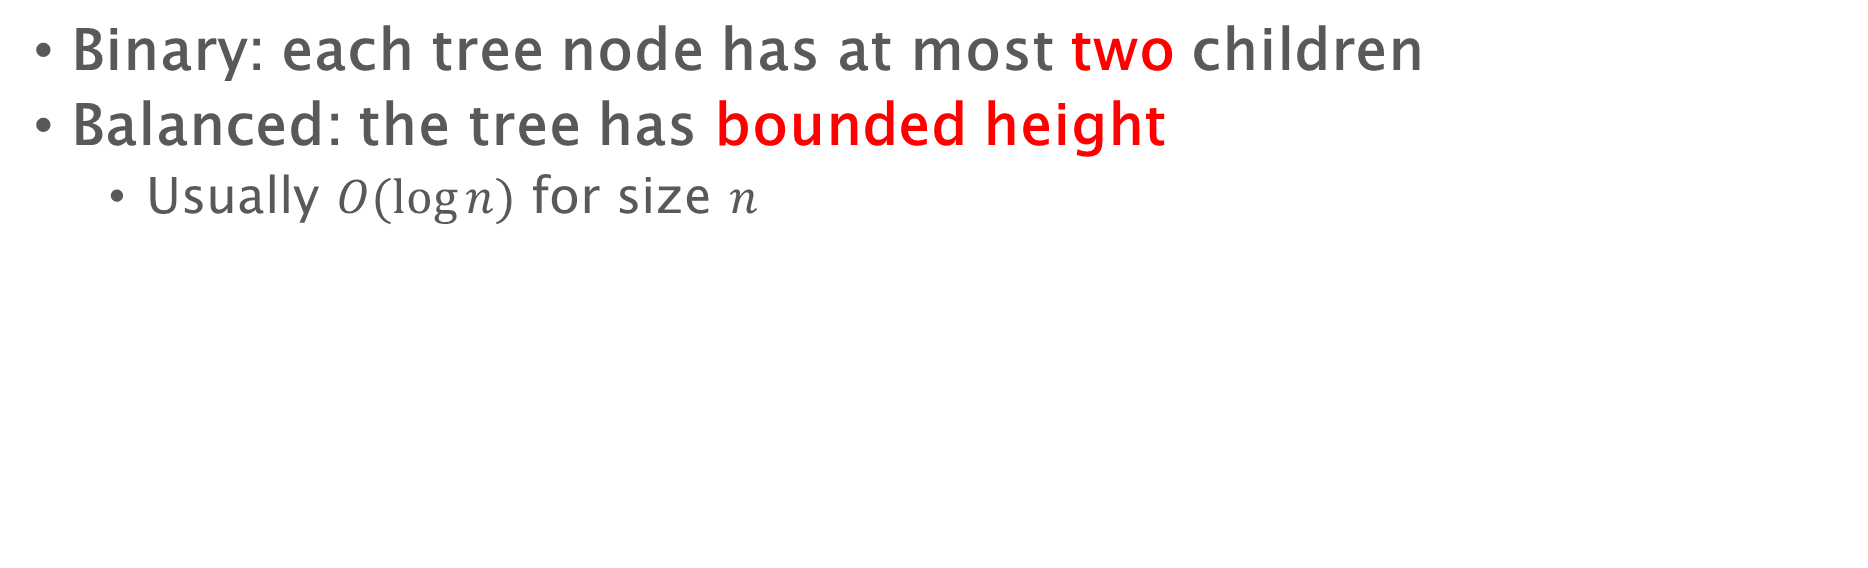 • Binary: each tree node has at most two children
• Balanced: the tree has bounded height
• Usually O(log n) for size n